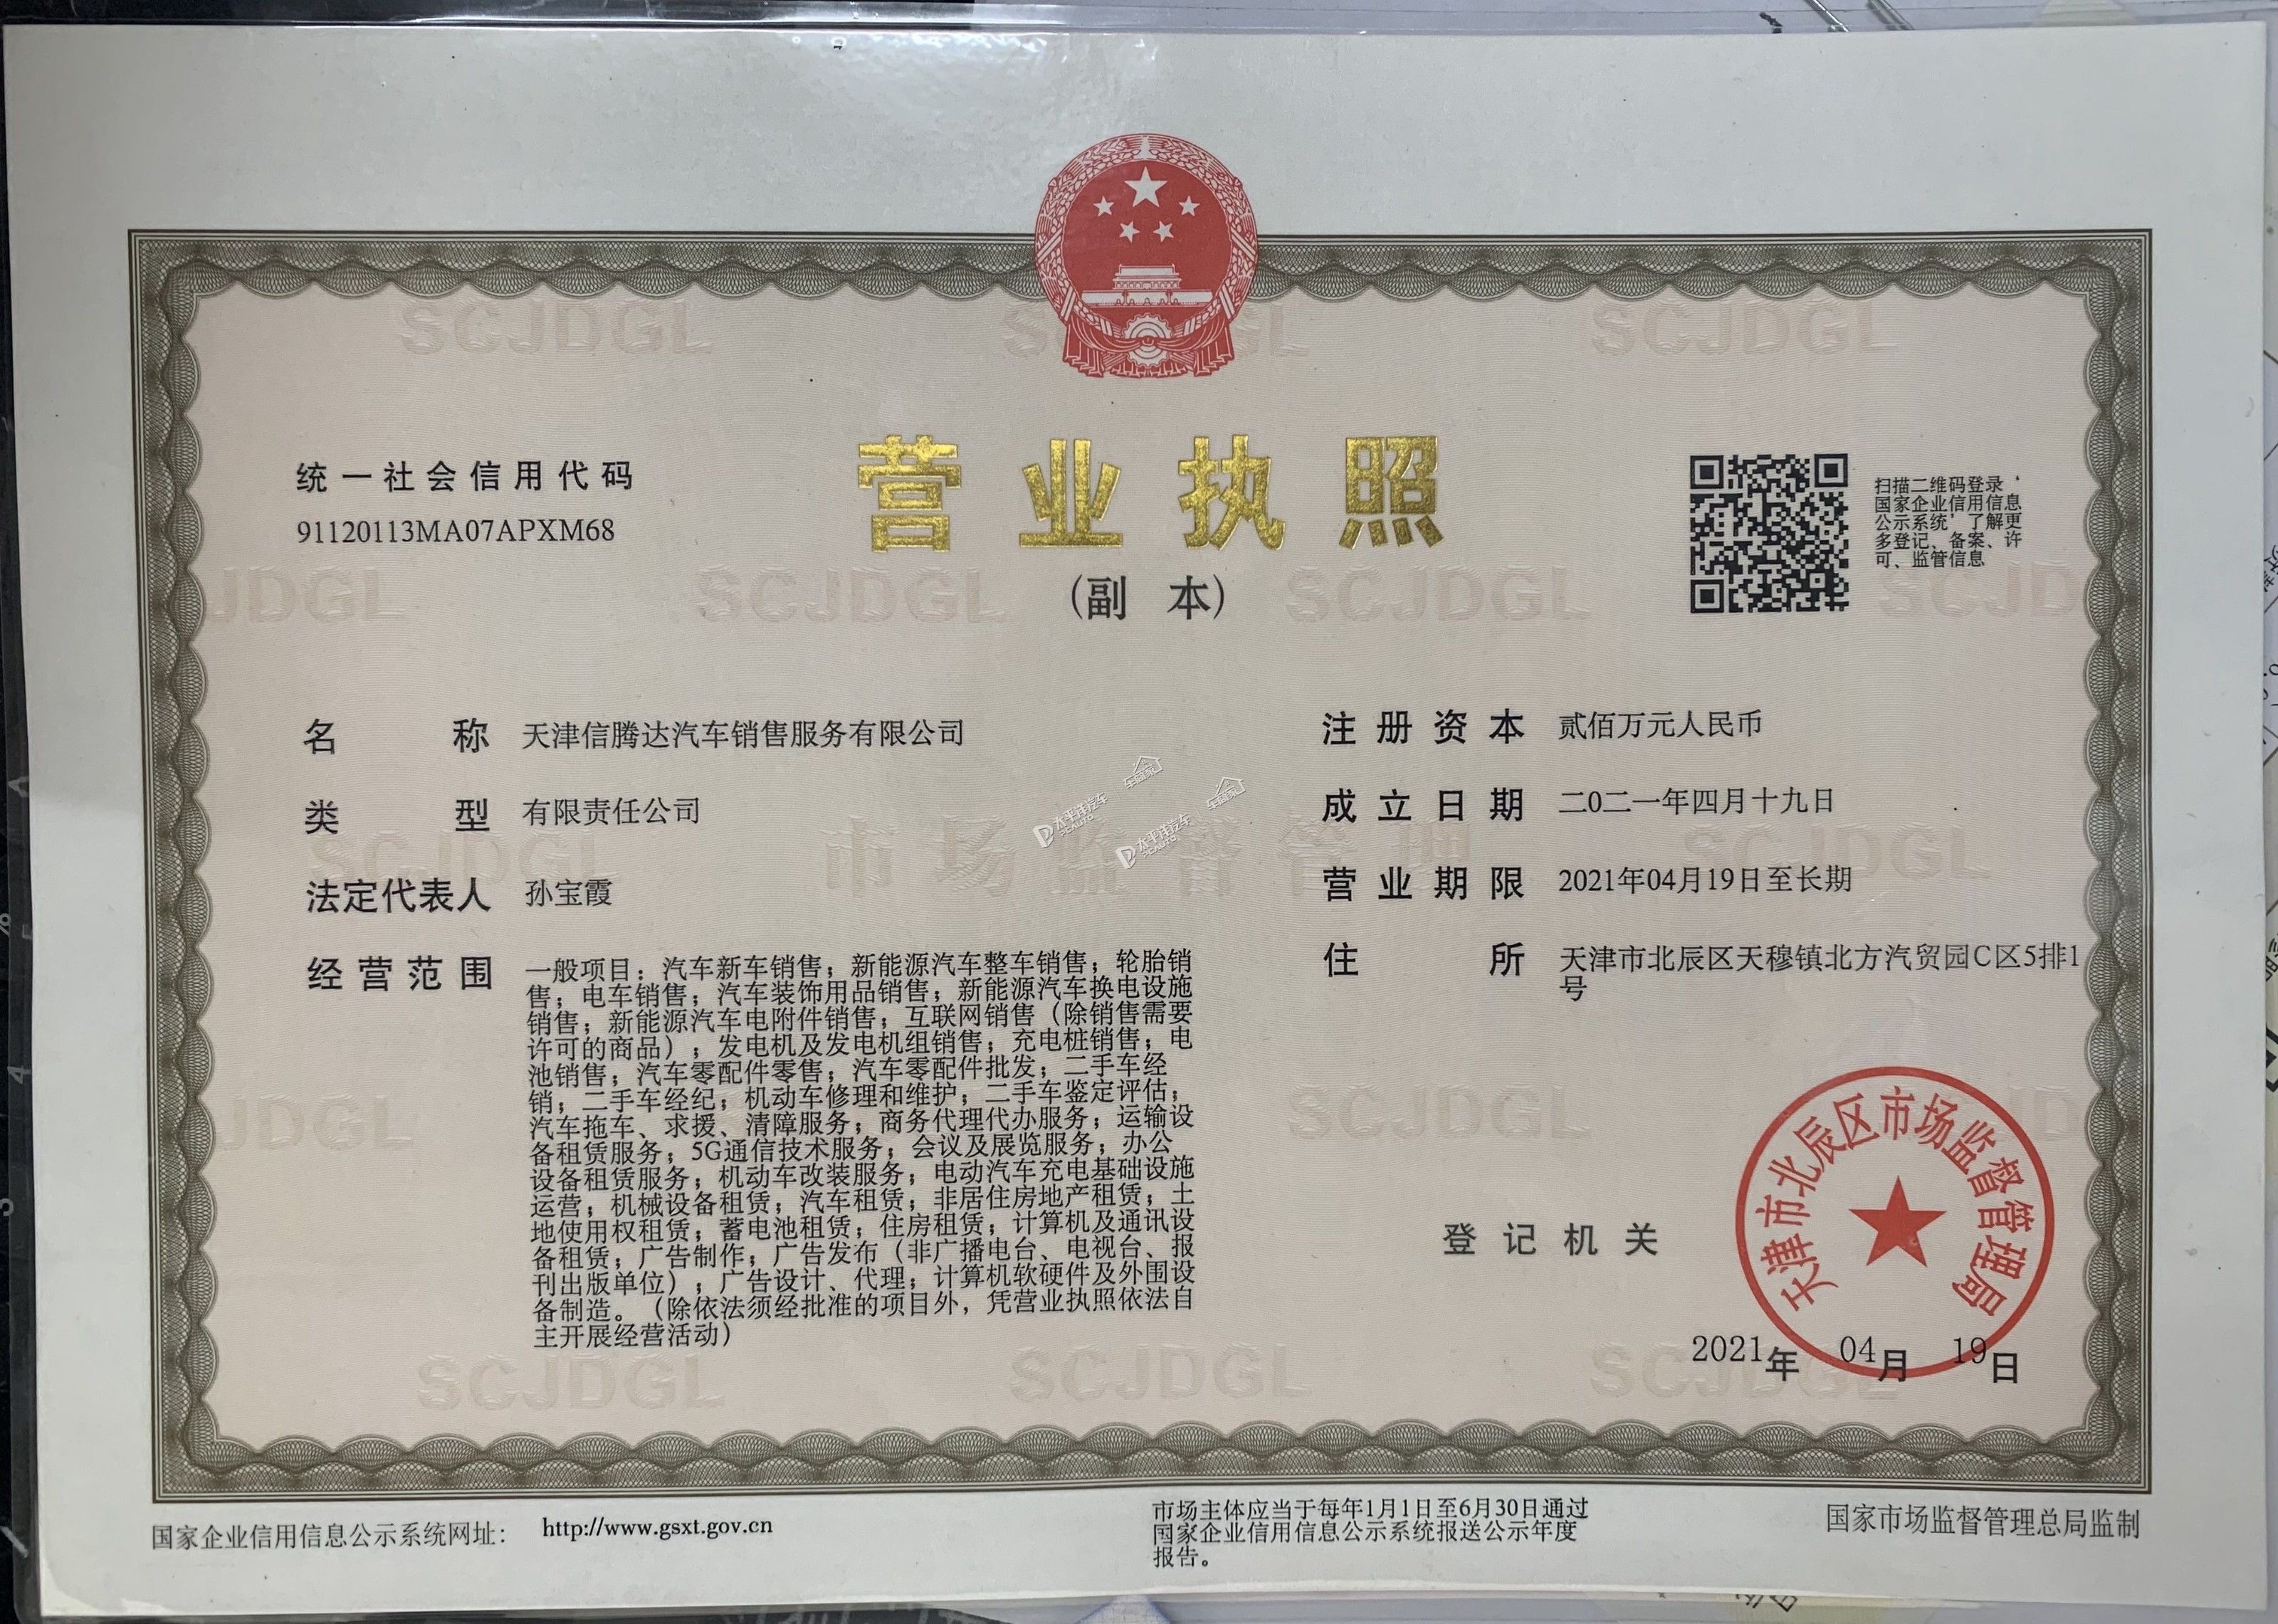 营业执照
(副 本)
统一社会信用代码
91120113MA07APXM68
扫描二维码登录'
国家企业信用信息
公示系统'了解更
多登记、备案、许
可、监管信息
名 称 天津信腾达汽车销售服务有限公司
类 型 有限责任公司
法定代表人 孙宝霞
经营范围 一般项目：汽车新车销售；新能源汽车整车销售；轮胎销
售；电车销售；汽车装饰用品销售；新能源汽车换电设施
销售；新能源汽车电附件销售；互联网销售（除销售需要
许可的商品）；发电机及发电机组销售；充电桩销售；电
池销售；汽车零配件零售；汽车零配件批发；二手车经
销；二手车经纪；机动车修理和维护；二手车鉴定评估；
汽车拖车、求援、清障服务；商务代理代办服务；运输设
备租赁服务；5G通信技术服务；会议及展览服务；办公
设备租赁服务；机动车改装服务；电动汽车充电基础设施
运营；机械设备租赁；汽车租赁；非居住房地产租赁；土
地使用权租赁；蓄电池租赁；住房租赁；计算机及通讯设
备租赁；广告制作；广告发布（非广播电台、电视台、报
刊出版单位）；广告设计、代理；计算机软硬件及外围设
备制造。（除依法须经批准的项目外，凭营业执照依法自
主开展经营活动）
注册资本 贰佰万元人民币
成立日期 二〇二一年四月十九日
营业期限 2021年04月19日至长期
住 所 天津市北辰区天穆镇北方汽贸园C区5排1
号
登记机关
天津市北辰区市场监督管理局
2021年 04月 19日
SCJDGL
市场监督管理
太平洋汽车
PCAUTO
车商家
太平洋汽车
PCAUTO
车商家
国家企业信用信息公示系统网址： http://www.gsxt.gov.cn
市场主体应当于每年1月1日至6月30日通过
国家企业信用信息公示系统报送公示年度
报告。
国家市场监督管理总局监制